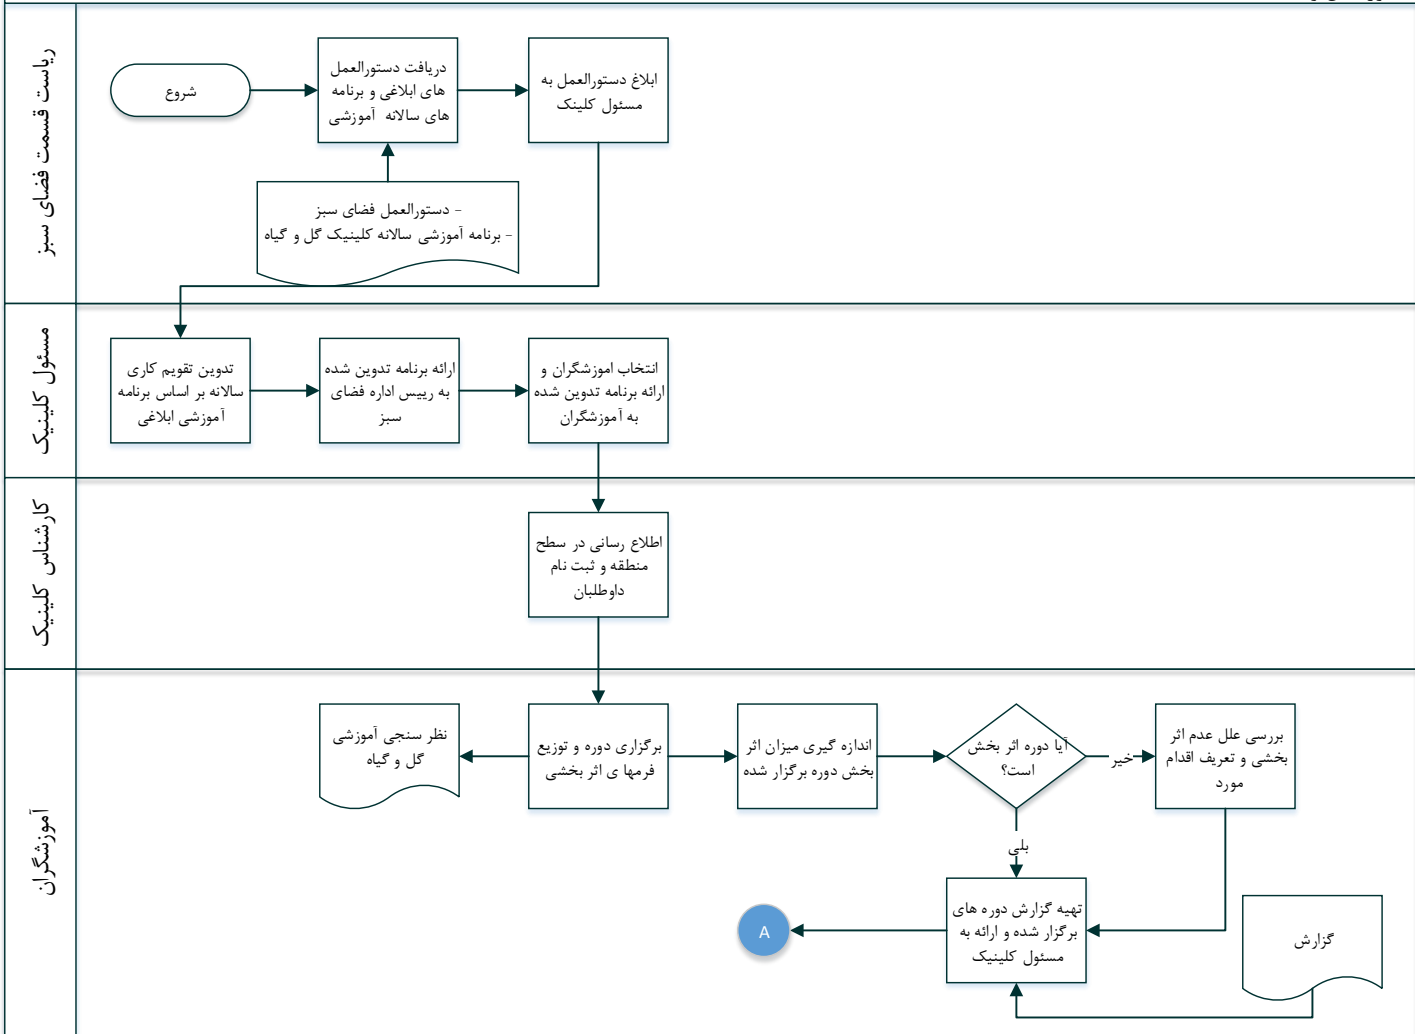 ریاست قسمت فضای سبز
شروع
دریافت دستورالعمل
های ابلاغی و برنامه
های سالانه آموزشی
ابلاغ دستورالعمل به
مسئول کلینک
- دستورالعمل فضای سبز
- برنامه آموزشی سالانه کلینیک گل و گیاه
مسئول کلینیک
تدوین تقویم کاری
سالانه بر اساس برنامه
آموزشی ابلاغی
ارائه برنامه تدوین شده
به رییس اداره فضای
سبز
انتخاب اموزشگران و
ارائه برنامه تدوین شده
به آموزشگران
کارشناس کلینیک
اطلاع رسانی در سطح
منطقه و ثبت نام
داوطلبان
آموزشگران
نظر سنجی آموزشی
گل و گیاه
برگزاری دوره و توزیع
فرمها ی اثر بخشی
اندازه گیری میزان اثر
بخش دوره برگزار شده
آیا دوره اثر بخش
است؟
خیر
بررسی علل عدم اثر
بخشی و تعریف اقدام
مورد
بلی
تهیه گزارش دوره های
برگزار شده و ارائه به
مسئول کلینیک
A
گزارش